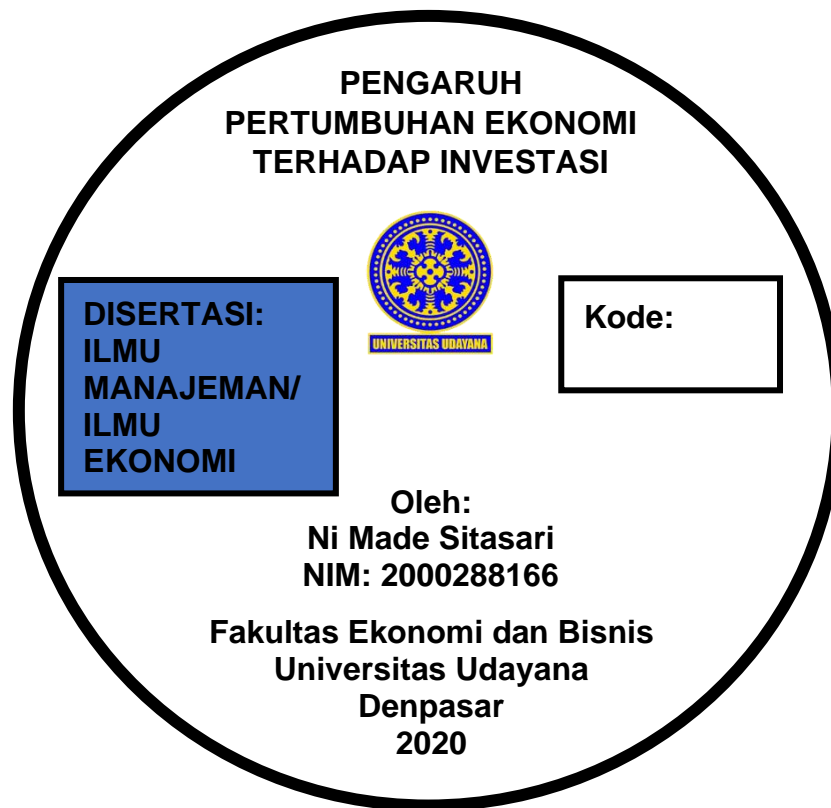 PENGARUH
PERTUMBUHAN EKONOMI
TERHADAP INVESTASI
UNIVERSITAS UDAYANA
DISERTASI:
ILMU
MANAJEMAN/
ILMU
EKONOMI
Kode:
Oleh:
Ni Made Sitasari
NIM: 2000288166
Fakultas Ekonomi dan Bisnis
Universitas Udayana
Denpasar
2020